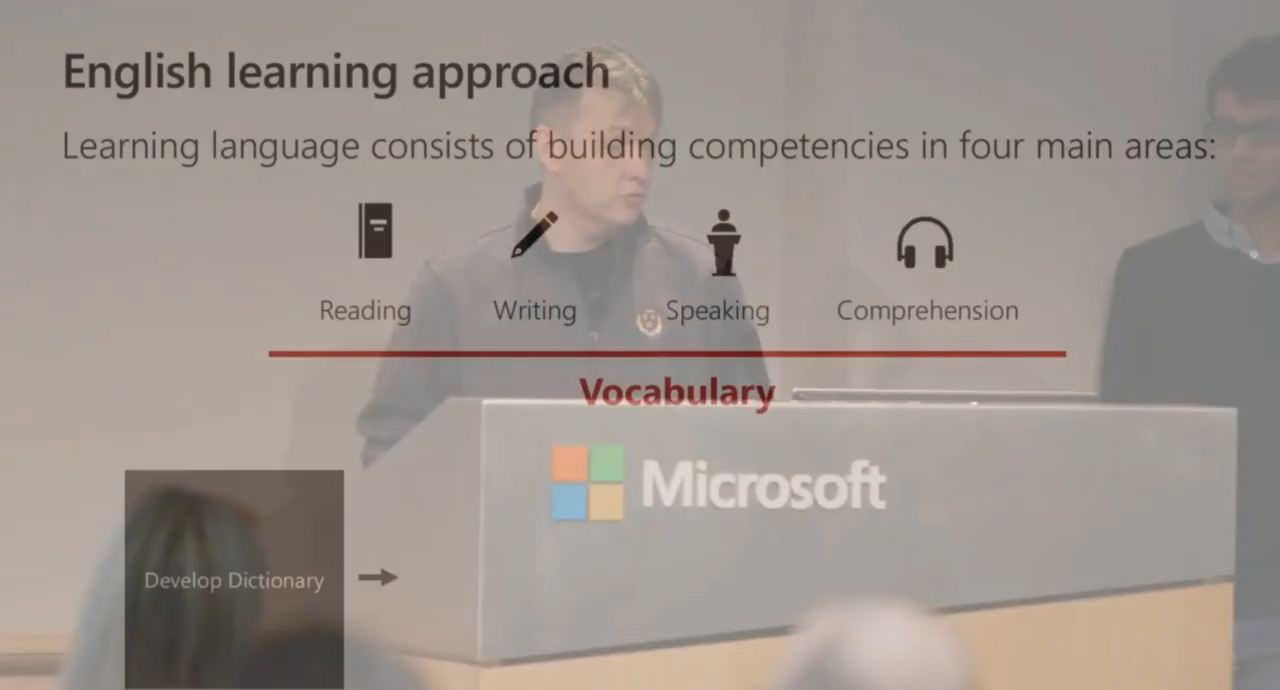 English learning approach
Learning language consists of building competencies in four main areas:
Reading Writing Speaking Comprehension
Vocabulary
Microsoft
Develop Dictionary